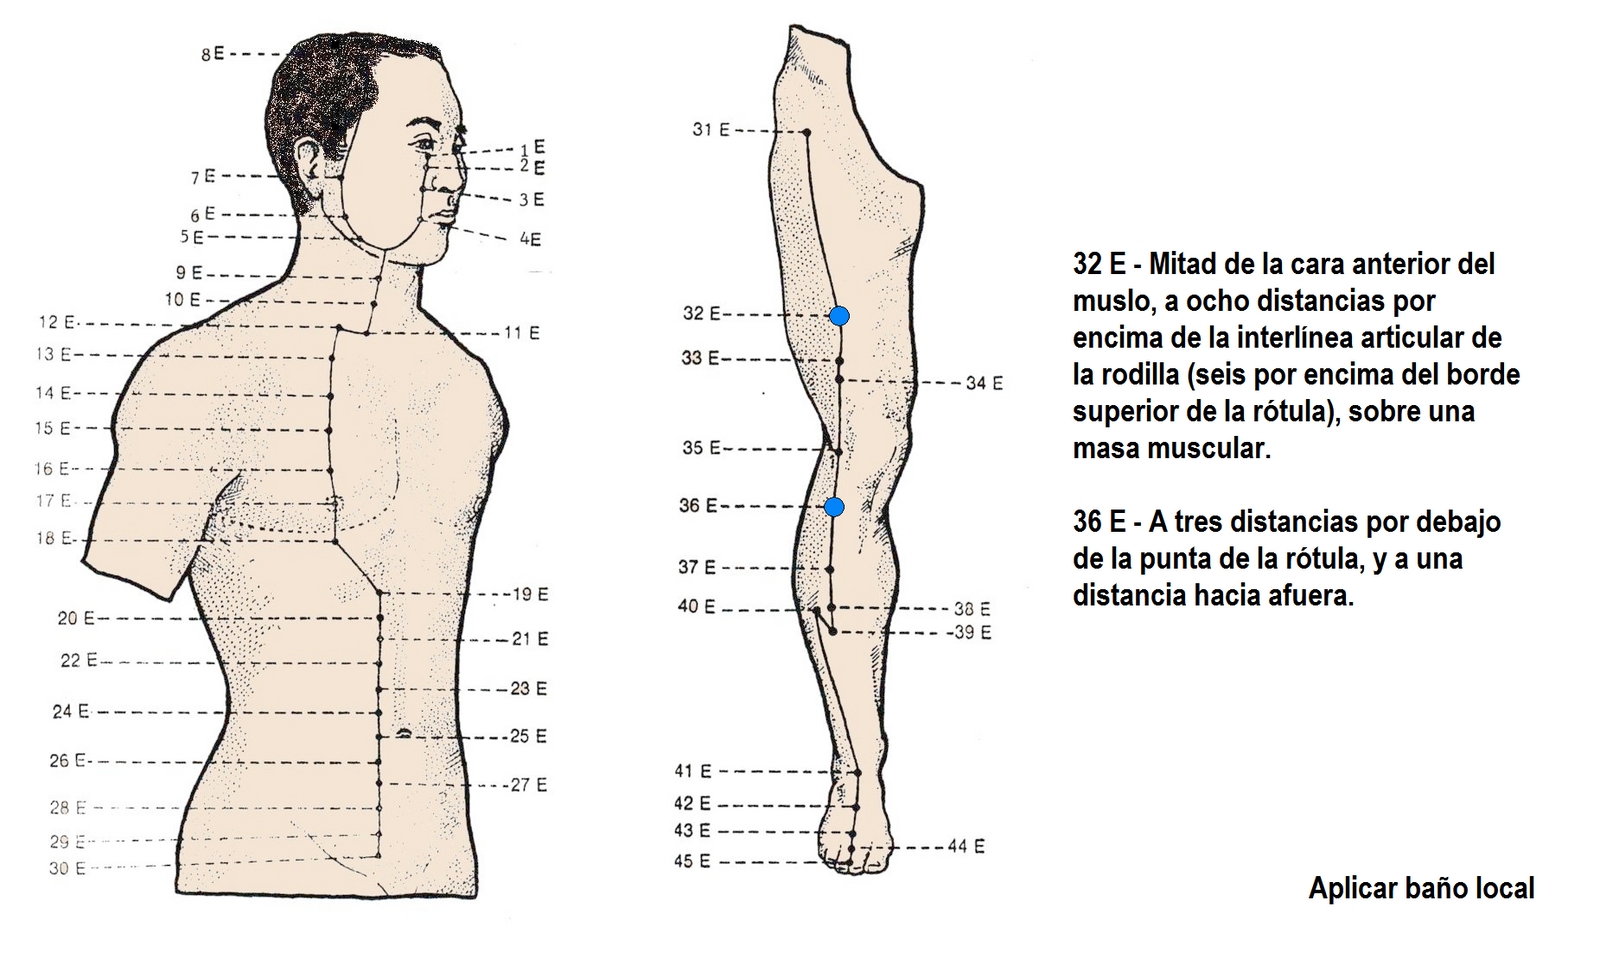 8E
1 E
2 E
7 E
3 E
6 E
5 E
4E
9 E
10 E
12 E
11 E
13 E
14 E
15 E
16 E
17 E
18 E
19 E
20 E
21 E
22 E
23 E
24 E
25 E
26 E
27 E
28 E
29 E
30 E
31 E
32 E
33 E
34 E
35 E
36 E
37 E
40 E
38 E
39 E
41 E
42 E
43 E
44 E
45 E
32 E - Mitad de la cara anterior del
muslo, a ocho distancias por
encima de la interlínea articular de
la rodilla (seis por encima del borde
superior de la rótula), sobre una
masa muscular.
36 E - A tres distancias por debajo
de la punta de la rótula, y a una
distancia hacia afuera.
Aplicar baño local